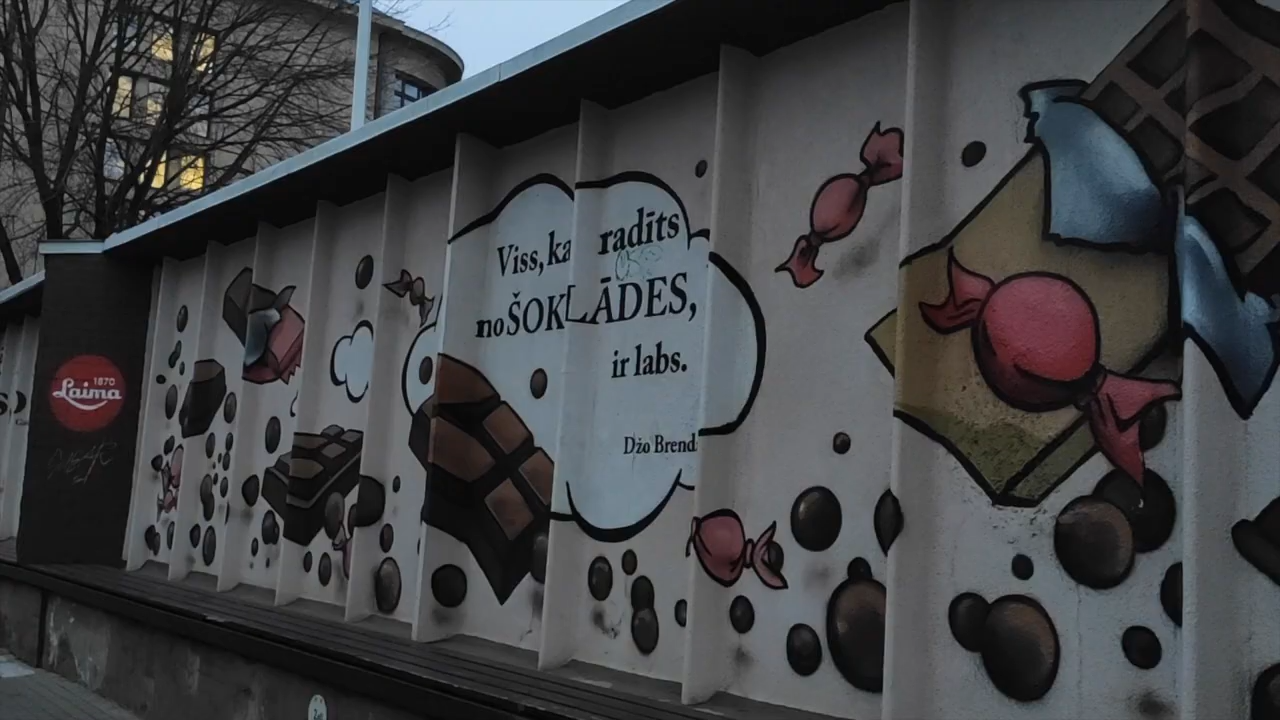 1870
Laima
Viss, ka radīts
no ŠOKLĀDES,
ir labs.
Džo Brend